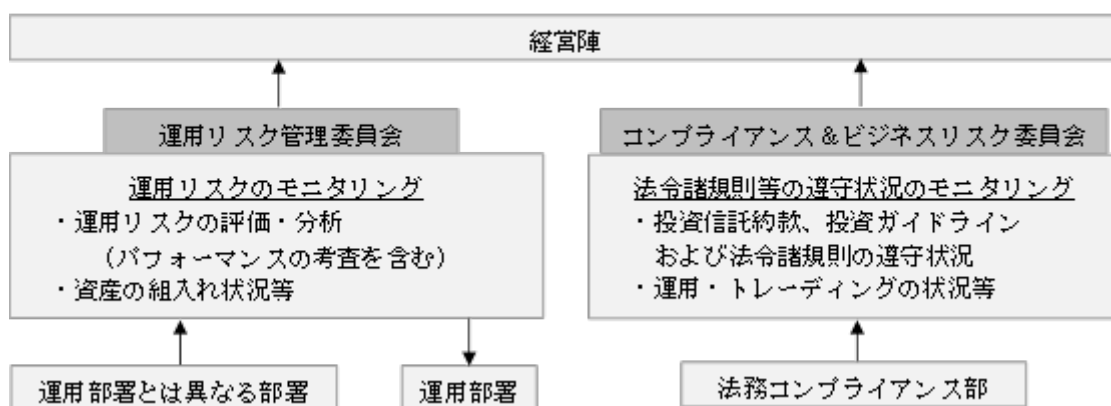 経営陣
運用リスク管理委員会
運用リスクのモニタリング
・運用リスクの評価・分析
（パフォーマンスの考査を含む）
・資産の組入れ状況等
運用部署とは異なる部署
運用部署
コンプライアンス＆ビジネスリスク委員会
法令諸規則等の遵守状況のモニタリング
・投資信託約款、投資ガイドライン
および法令諸規則の遵守状況
・運用・トレーディングの状況等
法務コンプライアンス部